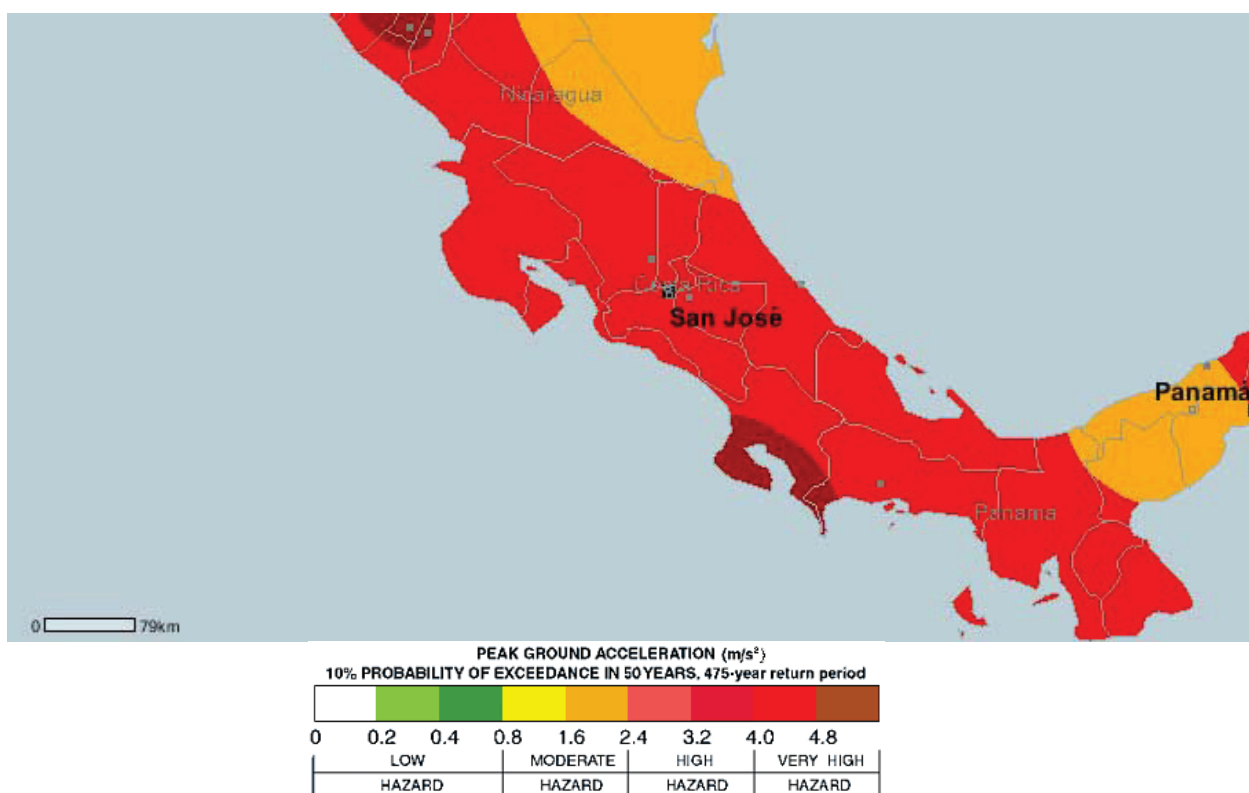 Nicaragua
Costa Rica
San José
Panamá
Panama
0 79km
PEAK GROUND ACCELERATION (m/s²)
10% PROBABILITY OF EXCEEDANCE IN 50 YEARS, 475-year return period
0 0.2 0.4 0.8 1.6 2.4 3.2 4.0 4.8
LOW MODERATE HIGH VERY HIGH
HAZARD HAZARD HAZARD HAZARD